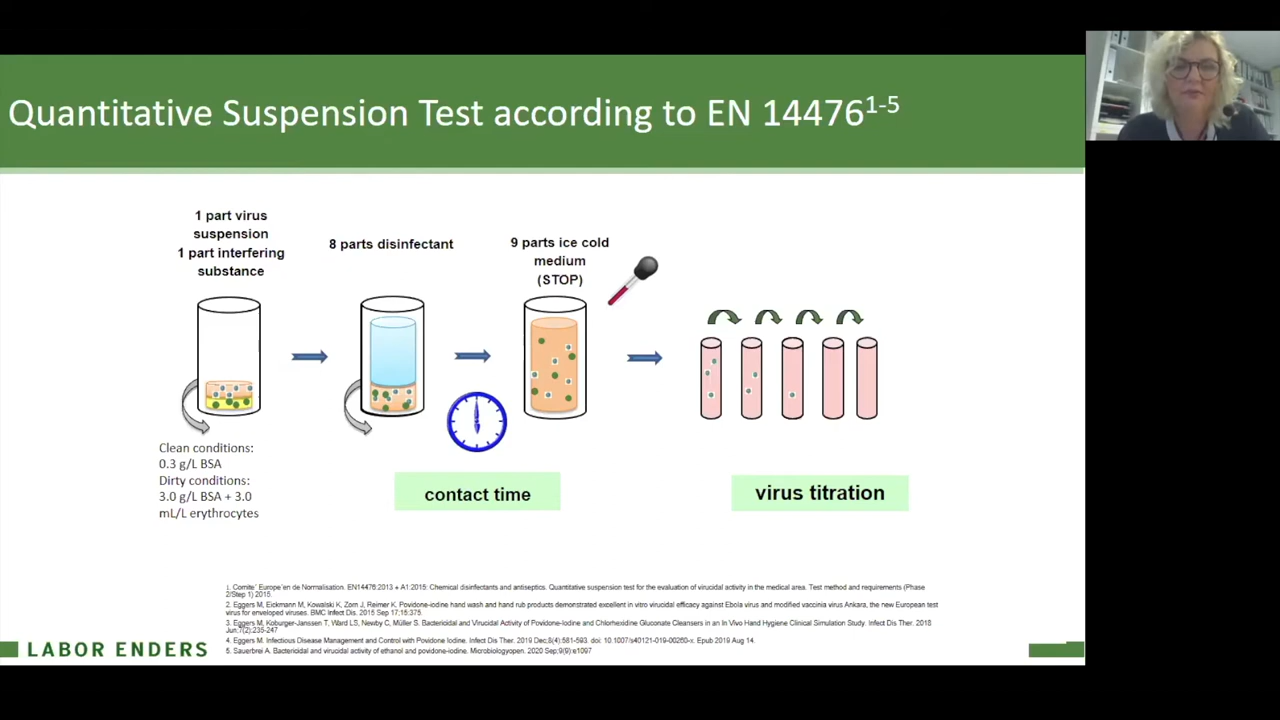 Quantitative Suspension Test according to EN 14476¹⁻⁵
1 part virus
suspension
1 part interfering
substance
8 parts disinfectant
9 parts ice cold
medium
(STOP)
Clean conditions:
0.3 g/L BSA
Dirty conditions:
3.0 g/L BSA + 3.0
mL/L erythrocytes
contact time
virus titration
1. Comite´ Europe´en de Normalisation. EN14476:2013 + A1:2015: Chemical disinfectants and antiseptics. Quantitative suspension test for the evaluation of virucidal activity in the medical area. Test method and requirements (Phase
2/Step 1) 2015.
2. Eggers M, Eickmann M, Kowalski K, Zorn J, Reimer K. Povidone-iodine hand wash and hand rub products demonstrated excellent in vitro virucidal efficacy against Ebola virus and modified vaccinia virus Ankara, the new European test
virus for enveloped viruses. BMC Infect Dis. 2015 Sep 17;15:375.
3. Eggers M, Koburger-Janssen T, Ward LS, Newby C, Müller S. Bactericidal and Virucidal Activity of Povidone-Iodine and Chlorhexidine Gluconate Cleansers in an In Vivo Hand Hygiene Clinical Simulation Study. Infect Dis Ther. 2018
Jun;7(2):235-247
4. Eggers M. Infectious Disease Management and Control with Povidone Iodine. Infect Dis Ther. 2019 Dec;8(4):581-593. doi: 10.1007/s40121-019-00260-x. Epub 2019 Aug 14.
5. Sauerbrei A. Bactericidal and virucidal activity of ethanol and povidone-iodine. Microbiologyopen. 2020 Sep;9(9):e1097
LABOR ENDERS